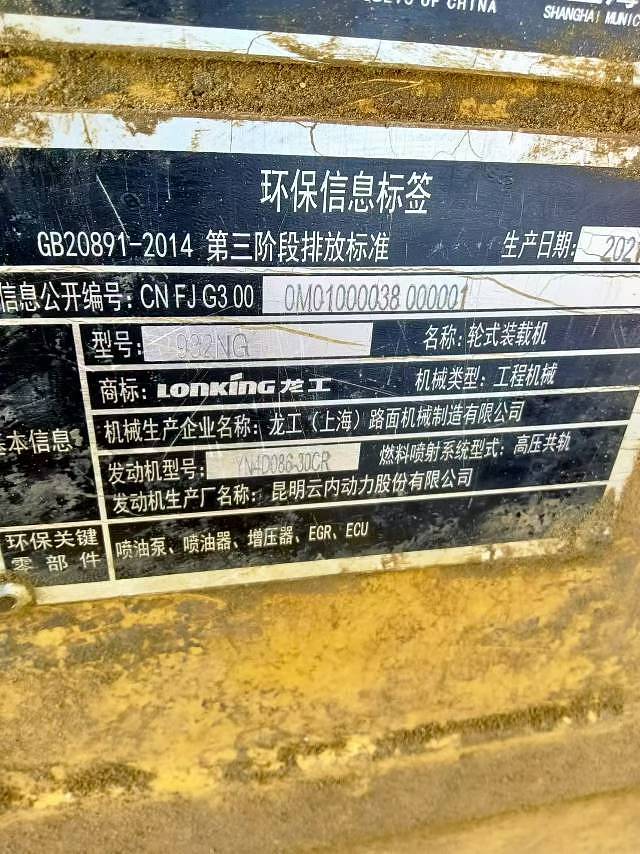 OF CHINA
SHANGHAI MUNIC
环保信息标签
GB20891-2014 第三阶段排放标准 生产日期: 202
信息公开编号: CN FJ G3 00 0M01000038 000001
基本信息
型号: 932NG 名称: 轮式装载机
商标: LONKING 龙工 机械类型: 工程机械
机械生产企业名称: 龙工(上海)路面机械制造有限公司
发动机型号: YN4D086-30CR 燃料喷射系统型式: 高压共轨
发动机生产厂名称: 昆明云内动力股份有限公司
环保关键
零部件
喷油泵、喷油器、增压器、EGR、ECU